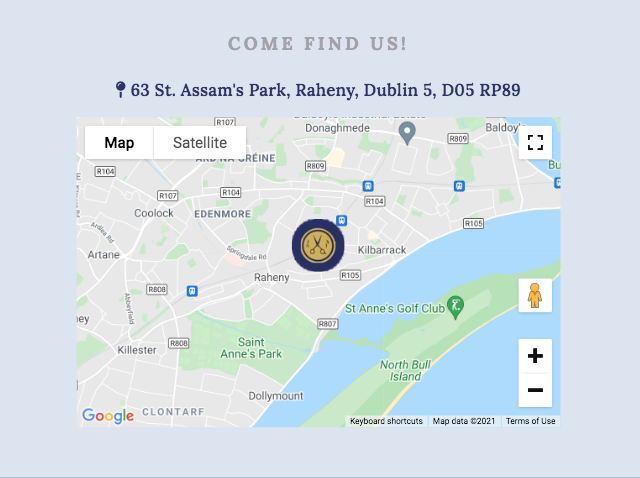 COME FIND US!
63 St. Assam's Park, Raheny, Dublin 5, D05 RP89
Map Satellite
R107
Donaghmede
R809
Baldoyle
ARD NA GRÉINE
R809
R104
R107
R104
R104
Coolock
EDENMORE
R105
Ardlea Rd
Artane
Springdale Rd
Kilbarrack
Raheny
R105
R808
Abbeyfield
St Anne's Golf Club
R807
Killester
R808
Saint
Anne's Park
North Bull
Island
Dollymount
Google
CLONTARF
Keyboard shortcuts Map data ©2021 Terms of Use